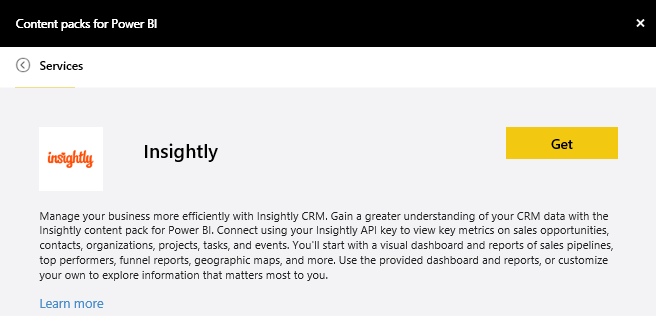 Content packs for Power BI
Services
insightly
Insightly
Get
Manage your business more efficiently with Insightly CRM. Gain a greater understanding of your CRM data with the
Insightly content pack for Power BI. Connect using your Insightly API key to view key metrics on sales opportunities,
contacts, organizations, projects, tasks, and events. You'll start with a visual dashboard and reports of sales pipelines,
top performers, funnel reports, geographic maps, and more. Use the provided dashboard and reports, or customize
your own to explore information that matters most to you.
Learn more